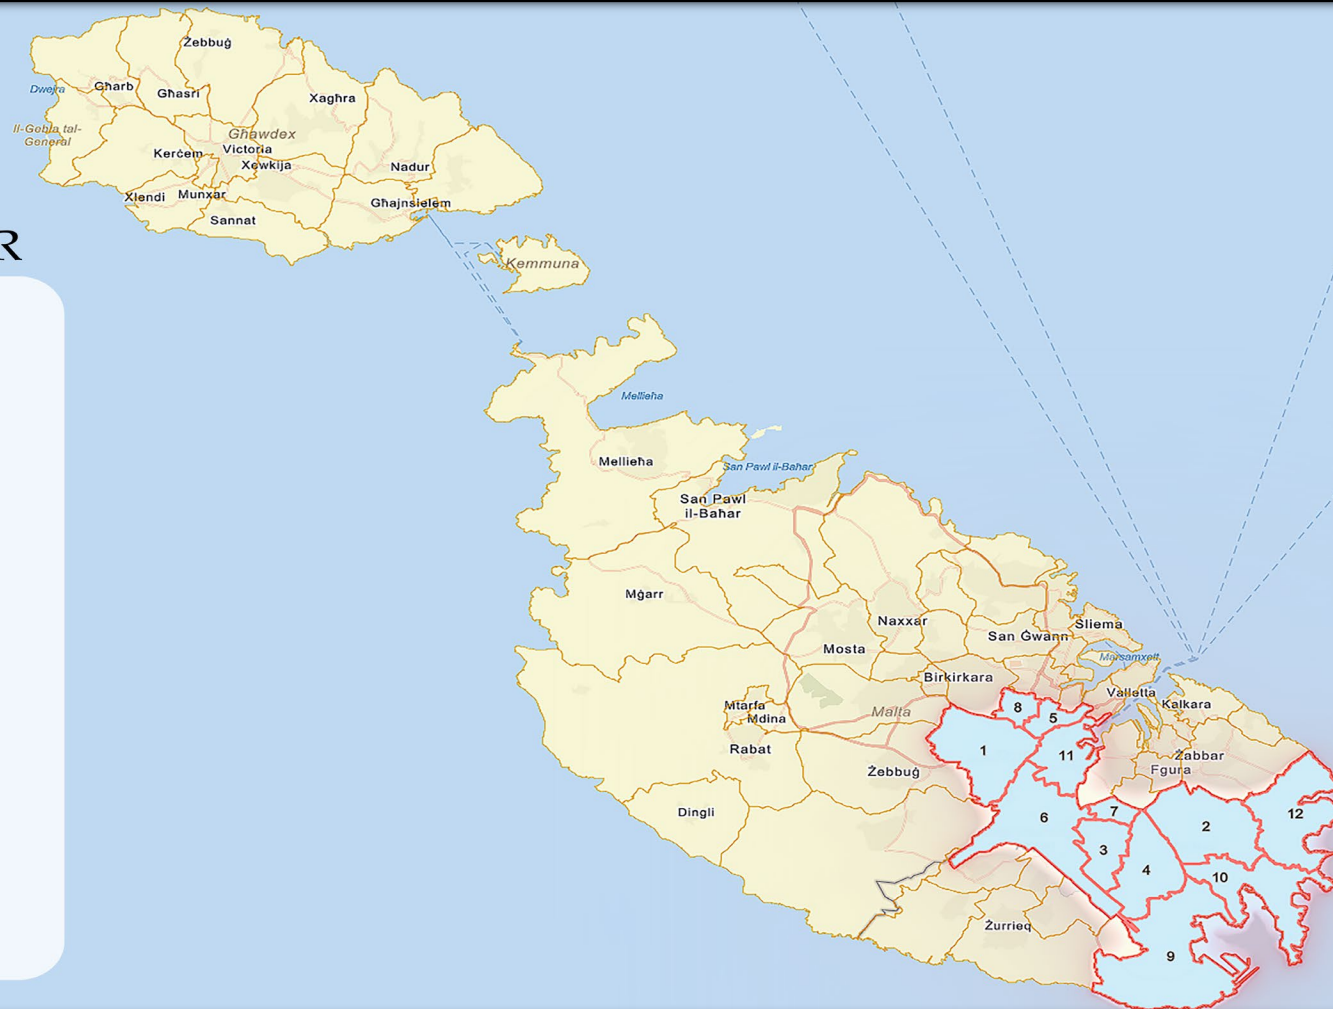 Żebbuġ
Dwejra
Għarb
Għasri
Xagħra
Il-Ġebla tal-
General
Għawdex
Kerċem
Victoria
Xewkija
Nadur
Xlendi
Munxar
Sannat
Għajnsielem
R
Kemmuna
Mellieħa
Mellieħa
San Pawl il-Baħar
San Pawl
il-Baħar
Mġarr
Naxxar
Sliema
San Ġwann
Mosta
Marsamxett
Birkirkara
Valletta
Kalkara
Mtarfa
Mdina
Malta
8
5
Rabat
1
11
Żabbar
Fgura
Żebbuġ
Dingli
6
7
2
12
3
4
10
Żurrieq
9